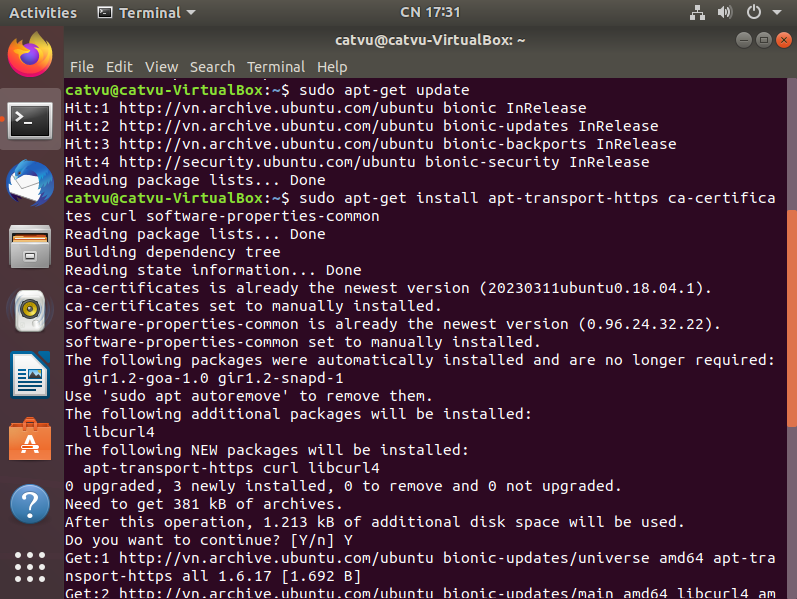 Activities Terminal CN 17:31
catvu@catvu-VirtualBox: ~
File Edit View Search Terminal Help
catvu@catvu-VirtualBox:~$ sudo apt-get update
Hit:1 http://vn.archive.ubuntu.com/ubuntu bionic InRelease
Hit:2 http://vn.archive.ubuntu.com/ubuntu bionic-updates InRelease
Hit:3 http://vn.archive.ubuntu.com/ubuntu bionic-backports InRelease
Hit:4 http://security.ubuntu.com/ubuntu bionic-security InRelease
Reading package lists... Done
catvu@catvu-VirtualBox:~$ sudo apt-get install apt-transport-https ca-certifica
tes curl software-properties-common
Reading package lists... Done
Building dependency tree
Reading state information... Done
ca-certificates is already the newest version (20230311ubuntu0.18.04.1).
ca-certificates set to manually installed.
software-properties-common is already the newest version (0.96.24.32.22).
software-properties-common set to manually installed.
The following packages were automatically installed and are no longer required:
  gir1.2-goa-1.0 gir1.2-snapd-1
Use 'sudo apt autoremove' to remove them.
The following additional packages will be installed:
  libcurl4
The following NEW packages will be installed:
  apt-transport-https curl libcurl4
0 upgraded, 3 newly installed, 0 to remove and 0 not upgraded.
Need to get 381 kB of archives.
After this operation, 1.213 kB of additional disk space will be used.
Do you want to continue? [Y/n] Y
Get:1 http://vn.archive.ubuntu.com/ubuntu bionic-updates/universe amd64 apt-tra
nsport-https all 1.6.17 [1.692 B]
Get:2 http://vn.archive.ubuntu.com/ubuntu bionic-updates/main amd64 libcurl4 am